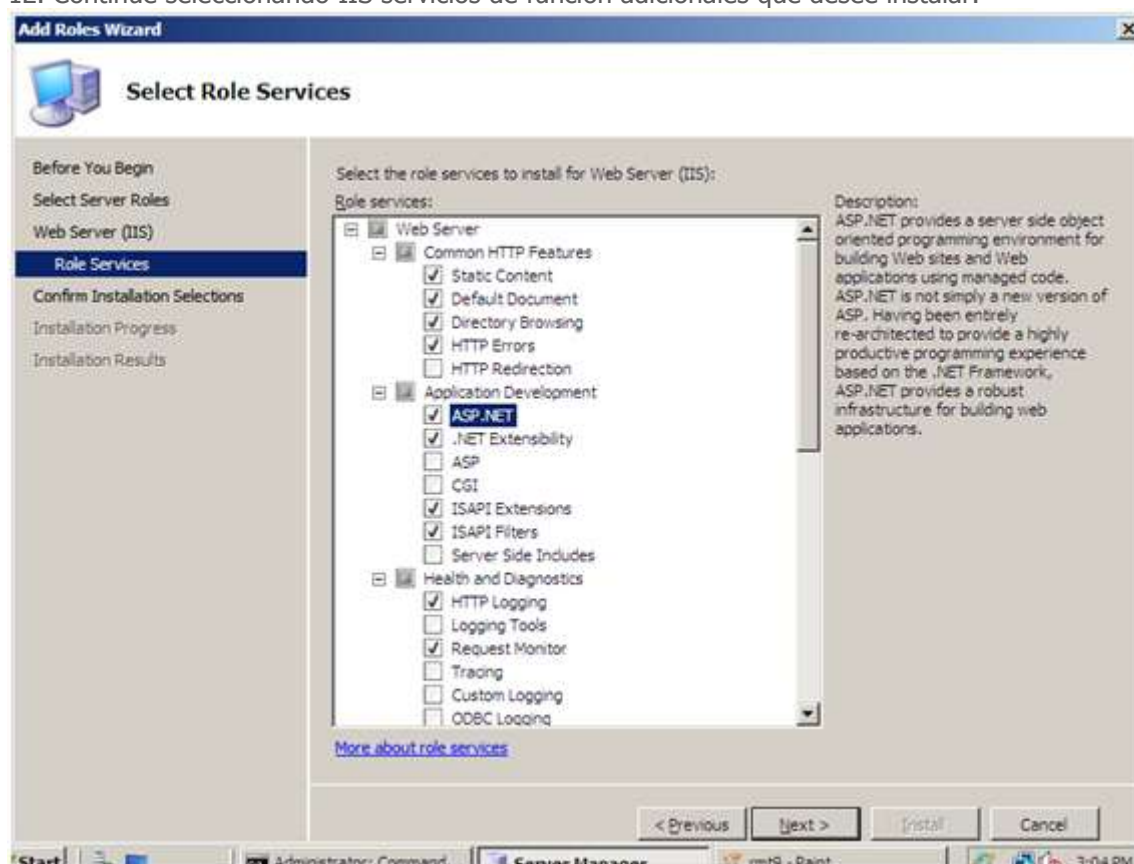 12. Continúe seleccionando IIS servicios de función adicionales que desee instalar.
Add Roles Wizard
Select Role Services
Before You Begin
Select Server Roles
Web Server (IIS)
Role Services
Confirm Installation Selections
Installation Progress
Installation Results
Select the role services to install for Web Server (IIS):
Role services:
Web Server
Common HTTP Features
Static Content
Default Document
Directory Browsing
HTTP Errors
HTTP Redirection
Application Development
ASP.NET
.NET Extensibility
ASP
CGI
ISAPI Extensions
ISAPI Filters
Server Side Includes
Health and Diagnostics
HTTP Logging
Logging Tools
Request Monitor
Tracing
Custom Logging
ODBC Logging
More about role services
Description:
ASP.NET provides a server side object
oriented programming environment for
building Web sites and Web
applications using managed code.
ASP.NET is not simply a new version of
ASP. Having been entirely
re-architected to provide a highly
productive programming experience
based on the .NET Framework,
ASP.NET provides a robust
infrastructure for building web
applications.
< Previous
Next >
Install
Cancel
Start
Administrator: Command
Server Manager
rmt9 - Paint
3:04 PM